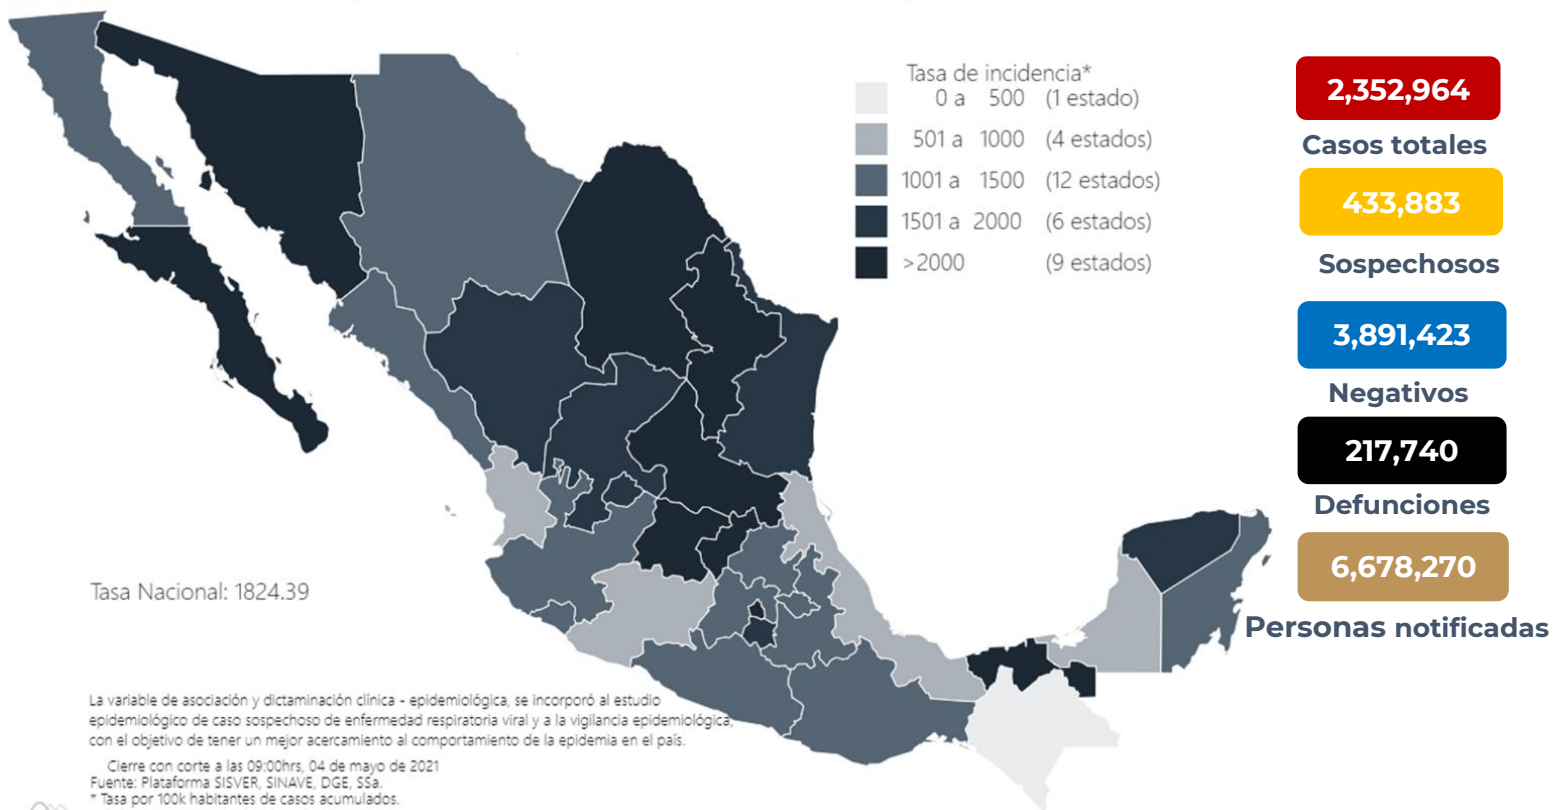 Tasa de incidencia*
0 a 500 (1 estado)
501 a 1000 (4 estados)
1001 a 1500 (12 estados)
1501 a 2000 (6 estados)
>2000 (9 estados)
2,352,964
Casos totales
433,883
Sospechosos
3,891,423
Negativos
217,740
Defunciones
6,678,270
Personas notificadas
Tasa Nacional: 1824.39
La variable de asociación y dictaminación clínica - epidemiológica, se incorporó al estudio
epidemiológico de caso sospechoso de enfermedad respiratoria viral y a la vigilancia epidemiológica,
con el objetivo de tener un mejor acercamiento al comportamiento de la epidemia en el país.
Cierre con corte a las 09:00hrs, 04 de mayo de 2021
Fuente: Plataforma SISVER, SINAVE, DGE, SSa.
* Tasa por 100k habitantes de casos acumulados.